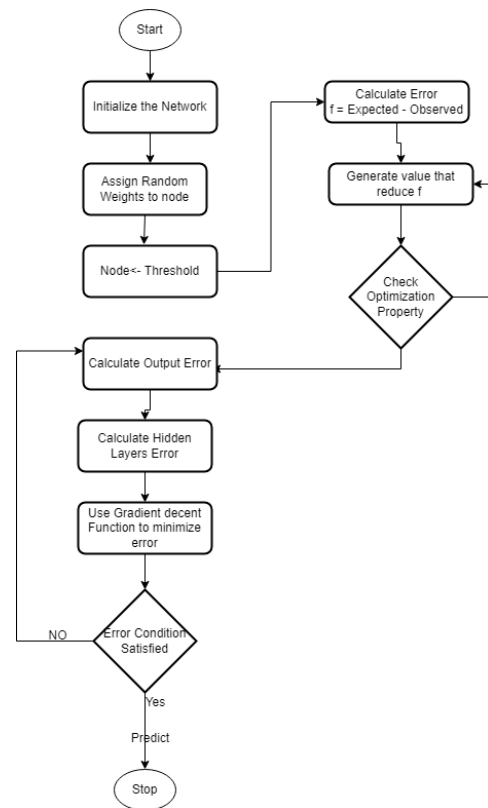 Start
Initialize the Network
Assign Random
Weights to node
Node<- Threshold
Calculate Error
f = Expected - Observed
Generate value that
reduce f
Check
Optimization
Property
Calculate Output Error
Calculate Hidden
Layers Error
Use Gradient decent
Function to minimize
error
Error Condition
Satisfied
NO
Yes
Predict
Stop